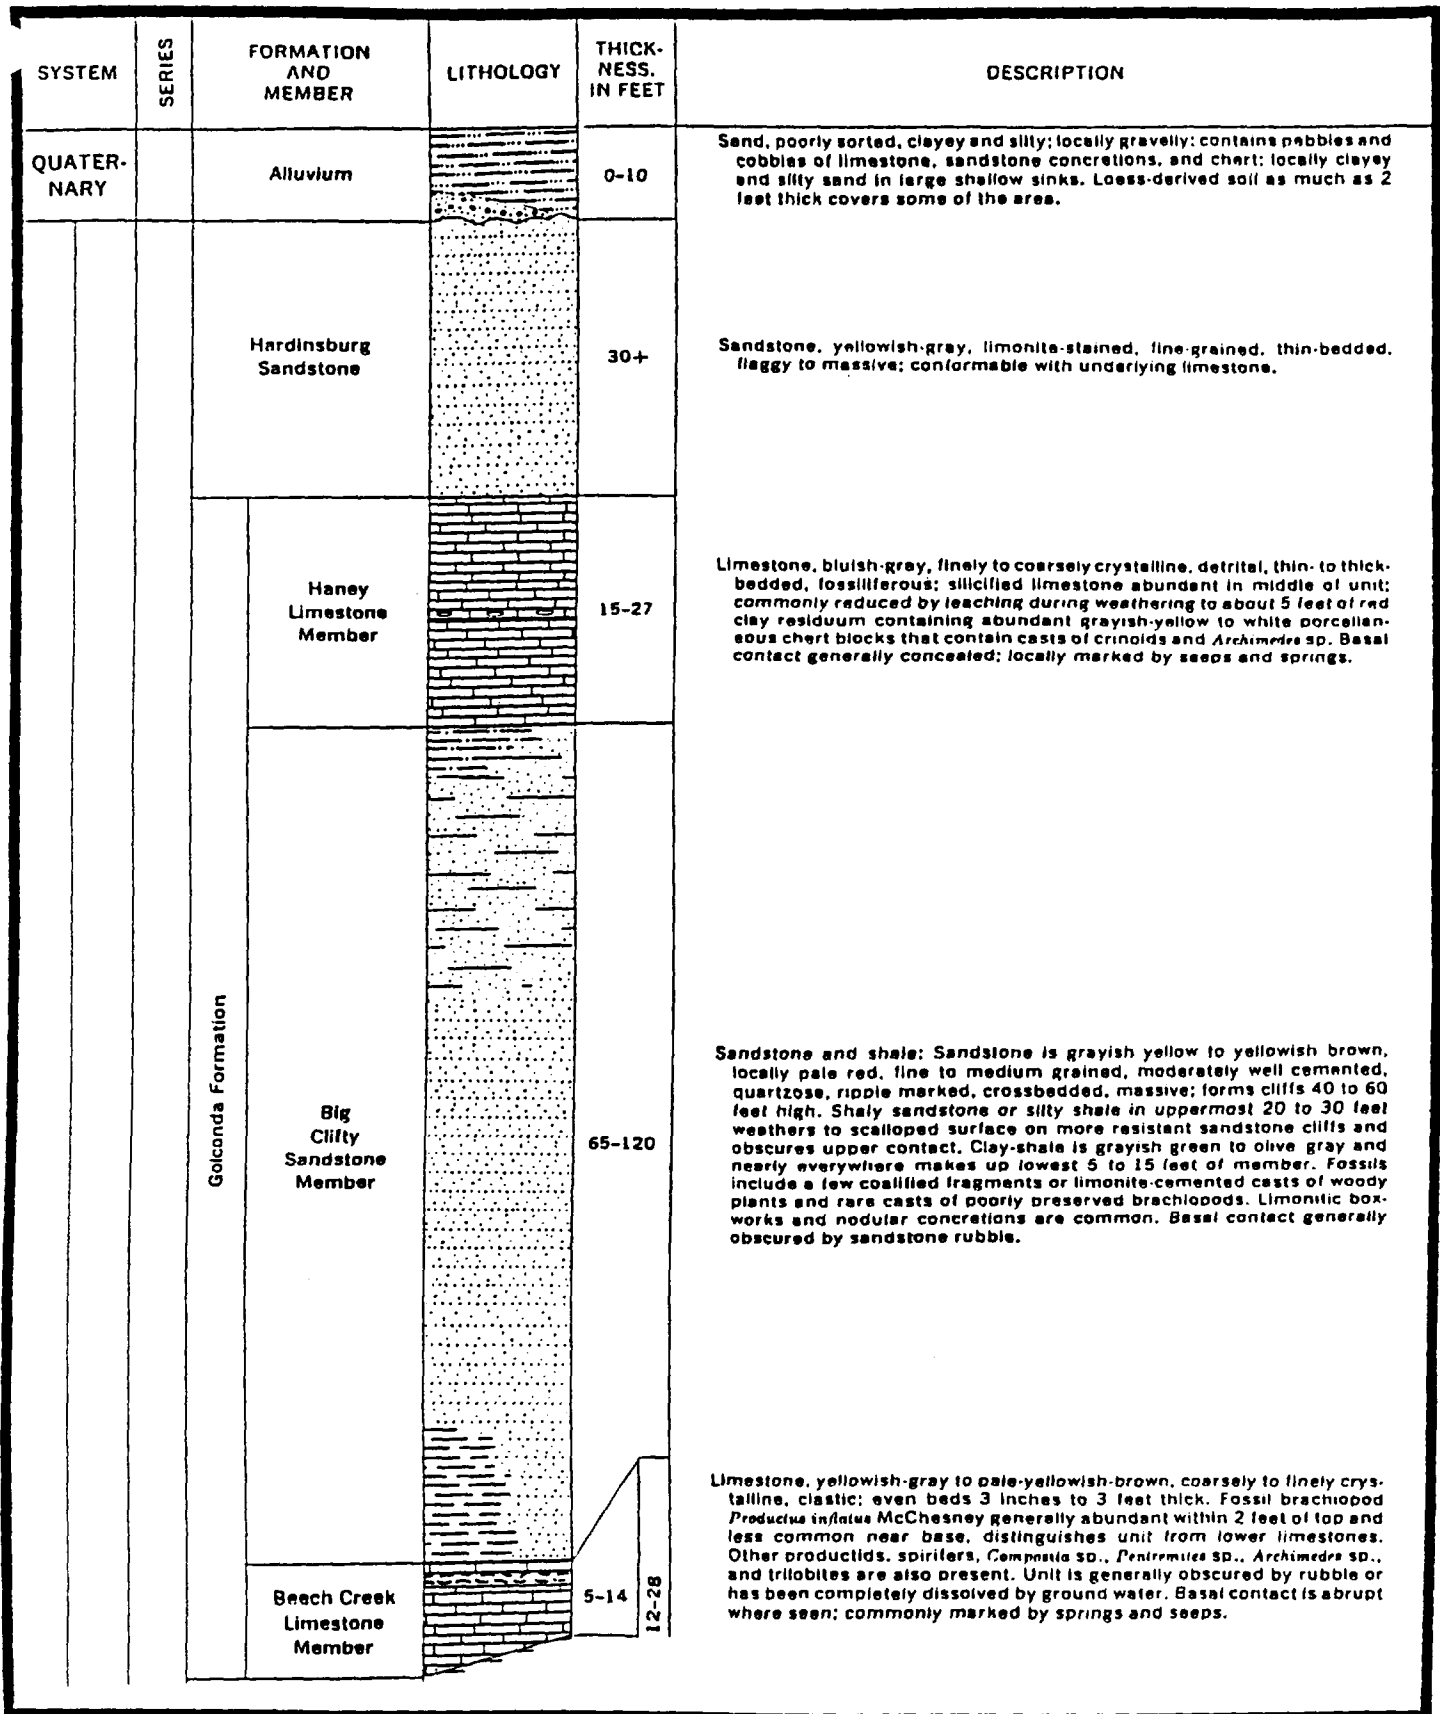 SYSTEM
SERIES
FORMATION
AND
MEMBER
LITHOLOGY
THICK-
NESS,
IN FEET
DESCRIPTION
QUATER-
NARY
Alluvium
0-10
Sand, poorly sorted, clayey and silty; locally gravelly; contains pebbles and
cobbles of limestone, sandstone concretions, and chert; locally clayey
and silty sand in large shallow sinks. Loess-derived soil as much as 2
feet thick covers some of the area.
Hardinsburg
Sandstone
30+
Sandstone, yellowish-gray, limonite-stained, fine-grained, thin-bedded,
flaggy to massive; conformable with underlying limestone.
Golconda Formation
Haney
Limestone
Member
15-27
Limestone, bluish-gray, finely to coarsely crystalline, detrital, thin- to thick-
bedded, fossiliferous; silicified limestone abundant in middle of unit;
commonly reduced by leaching during weathering to about 5 feet of red
clay residuum containing abundant grayish-yellow to white porcellan-
eous chert blocks that contain casts of crinoids and Archimedes sp. Basal
contact generally concealed; locally marked by seeps and springs.
Big
Clifty
Sandstone
Member
65-120
Sandstone and shale: Sandstone is grayish yellow to yellowish brown,
locally pale red, fine to medium grained, moderately well cemented,
quartzose, ripple marked, crossbedded, massive; forms cliffs 40 to 60
feet high. Shaly sandstone or silty shale in uppermost 20 to 30 feet
weathers to scalloped surface on more resistant sandstone cliffs and
obscures upper contact. Clay-shale is grayish green to olive gray and
nearly everywhere makes up lowest 5 to 15 feet of member. Fossils
include a few coalified fragments or limonite-cemented casts of woody
plants and rare casts of poorly preserved brachiopods. Limonitic box-
works and nodular concretions are common. Basal contact generally
obscured by sandstone rubble.
Beech Creek
Limestone
Member
5-14
12-28
Limestone, yellowish-gray to pale-yellowish-brown, coarsely to finely crys-
talline, clastic; even beds 3 inches to 3 feet thick. Fossil brachiopod
Productus inflatus McChesney generally abundant within 2 feet of top and
less common near base, distinguishes unit from lower limestones.
Other productids, spirifers, Composita sp., Pentremites sp., Archimedes sp.,
and trilobites are also present. Unit is generally obscured by rubble or
has been completely dissolved by ground water. Basal contact is abrupt
where seen; commonly marked by springs and seeps.